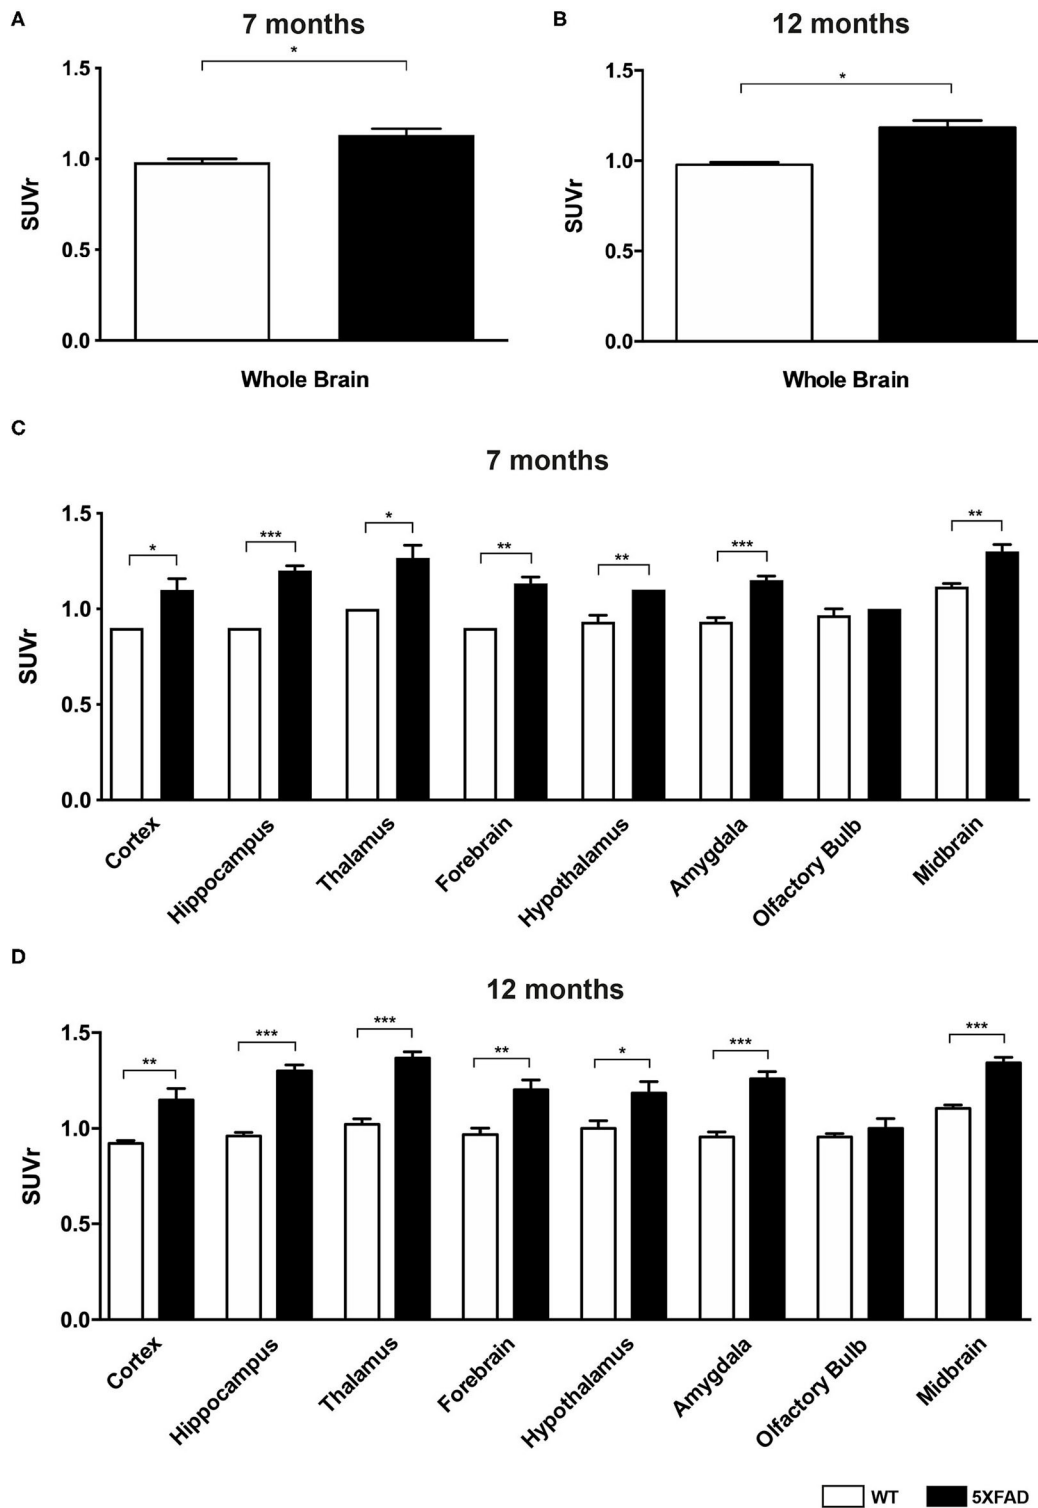 A
7 months
*
1.5
1.0
0.5
0.0
SUVr
Whole Brain
B
12 months
*
1.5
1.0
0.5
0.0
SUVr
Whole Brain
C
7 months
* *** * ** ** *** **
1.5
1.0
0.5
0.0
SUVr
Cortex
Hippocampus
Thalamus
Forebrain
Hypothalamus
Amygdala
Olfactory Bulb
Midbrain
D
12 months
** *** *** ** * *** ***
1.5
1.0
0.5
0.0
SUVr
Cortex
Hippocampus
Thalamus
Forebrain
Hypothalamus
Amygdala
Olfactory Bulb
Midbrain
WT 5XFAD